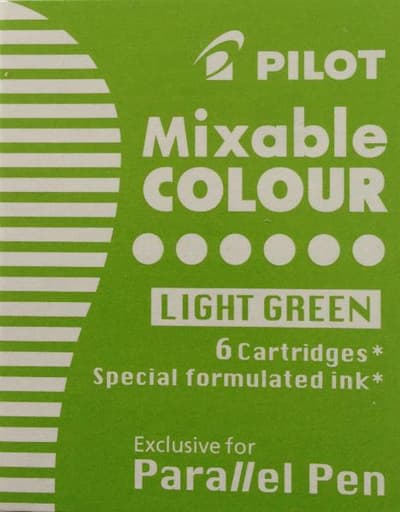 PILOT
Mixable
COLOUR
LIGHT GREEN
6 Cartridges*
Special formulated ink*
Exclusive for
Parallel Pen